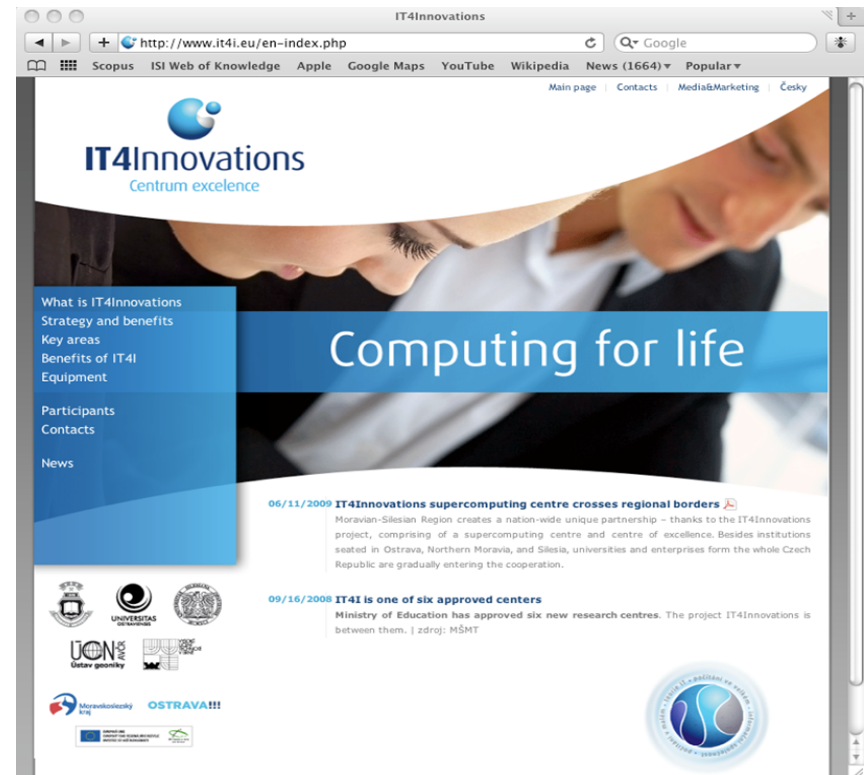 IT4Innovations
http://www.it4i.eu/en-index.php
Google
Scopus ISI Web of Knowledge Apple Google Maps YouTube Wikipedia News (1664) Popular
Main page | Contacts | Media&Marketing | Česky
IT4Innovations
Centrum excelence
What is IT4Innovations
Strategy and benefits
Key areas
Benefits of IT4I
Equipment
Participants
Contacts
News
Computing for life
06/11/2009 IT4Innovations supercomputing centre crosses regional borders
Moravian-Silesian Region creates a nation-wide unique partnership – thanks to the IT4Innovations
project, comprising of a supercomputing centre and centre of excellence. Besides institutions
seated in Ostrava, Northern Moravia, and Silesia, universities and enterprises form the whole Czech
Republic are gradually entering the cooperation.
09/16/2008 IT4I is one of six approved centers
Ministry of Education has approved six new research centres. The project IT4Innovations is
between them. | zdroj: MŠMT
UNIVERSITAS
OSTRAVIENSIS
ÚGN AVČR
Ústav geoniky
Moravskoslezský
kraj
OSTRAVA!!!